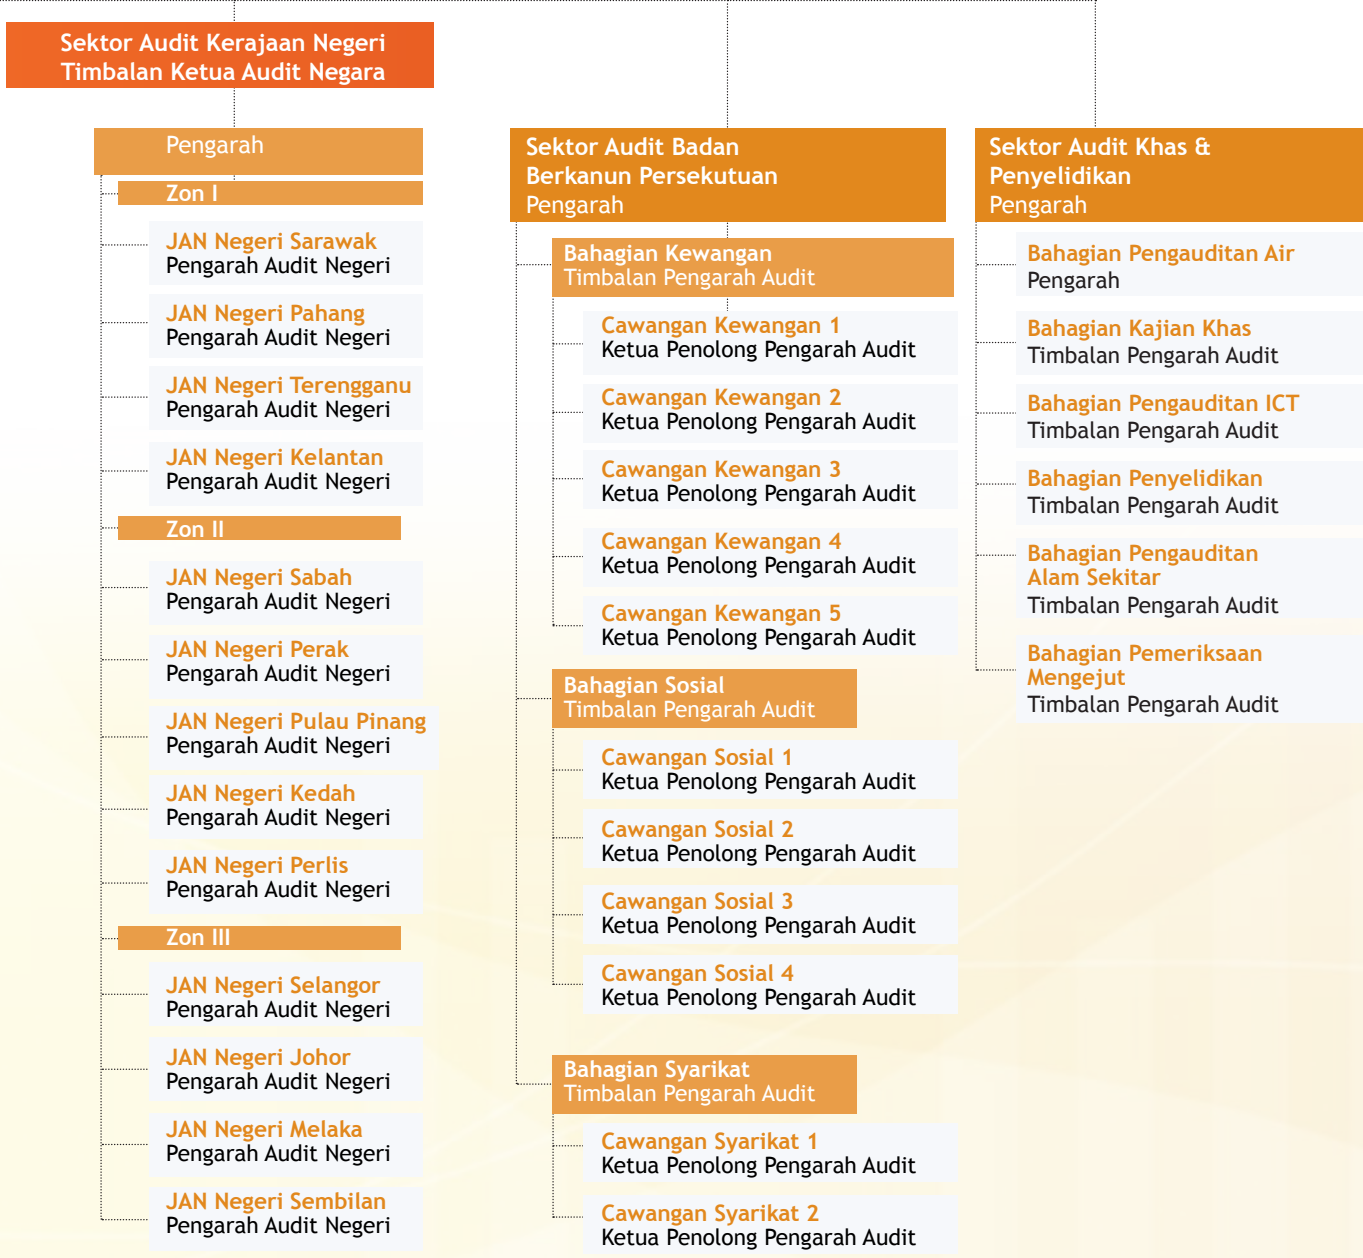 Sektor Audit Kerajaan Negeri
Timbalan Ketua Audit Negara
Pengarah
Zon I
JAN Negeri Sarawak
Pengarah Audit Negeri
JAN Negeri Pahang
Pengarah Audit Negeri
JAN Negeri Terengganu
Pengarah Audit Negeri
JAN Negeri Kelantan
Pengarah Audit Negeri
Zon II
JAN Negeri Sabah
Pengarah Audit Negeri
JAN Negeri Perak
Pengarah Audit Negeri
JAN Negeri Pulau Pinang
Pengarah Audit Negeri
JAN Negeri Kedah
Pengarah Audit Negeri
JAN Negeri Perlis
Pengarah Audit Negeri
Zon III
JAN Negeri Selangor
Pengarah Audit Negeri
JAN Negeri Johor
Pengarah Audit Negeri
JAN Negeri Melaka
Pengarah Audit Negeri
JAN Negeri Sembilan
Pengarah Audit Negeri
Sektor Audit Badan
Berkanun Persekutuan
Pengarah
Bahagian Kewangan
Timbalan Pengarah Audit
Cawangan Kewangan 1
Ketua Penolong Pengarah Audit
Cawangan Kewangan 2
Ketua Penolong Pengarah Audit
Cawangan Kewangan 3
Ketua Penolong Pengarah Audit
Cawangan Kewangan 4
Ketua Penolong Pengarah Audit
Cawangan Kewangan 5
Ketua Penolong Pengarah Audit
Bahagian Sosial
Timbalan Pengarah Audit
Cawangan Sosial 1
Ketua Penolong Pengarah Audit
Cawangan Sosial 2
Ketua Penolong Pengarah Audit
Cawangan Sosial 3
Ketua Penolong Pengarah Audit
Cawangan Sosial 4
Ketua Penolong Pengarah Audit
Bahagian Syarikat
Timbalan Pengarah Audit
Cawangan Syarikat 1
Ketua Penolong Pengarah Audit
Cawangan Syarikat 2
Ketua Penolong Pengarah Audit
Sektor Audit Khas &
Penyelidikan
Pengarah
Bahagian Pengauditan Air
Pengarah
Bahagian Kajian Khas
Timbalan Pengarah Audit
Bahagian Pengauditan ICT
Timbalan Pengarah Audit
Bahagian Penyelidikan
Timbalan Pengarah Audit
Bahagian Pengauditan
Alam Sekitar
Timbalan Pengarah Audit
Bahagian Pemeriksaan
Mengejut
Timbalan Pengarah Audit